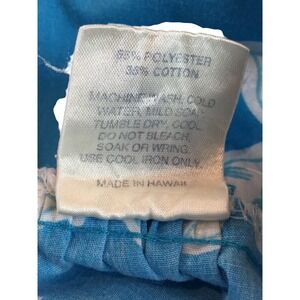 65% POLYESTER
35% COTTON
MACHINE WASH, COLD
WATER, MILD SOAP
TUMBLE DRY, COOL
DO NOT BLEACH,
SOAK OR WRING.
USE COOL IRON ONLY.
MADE IN HAWAII